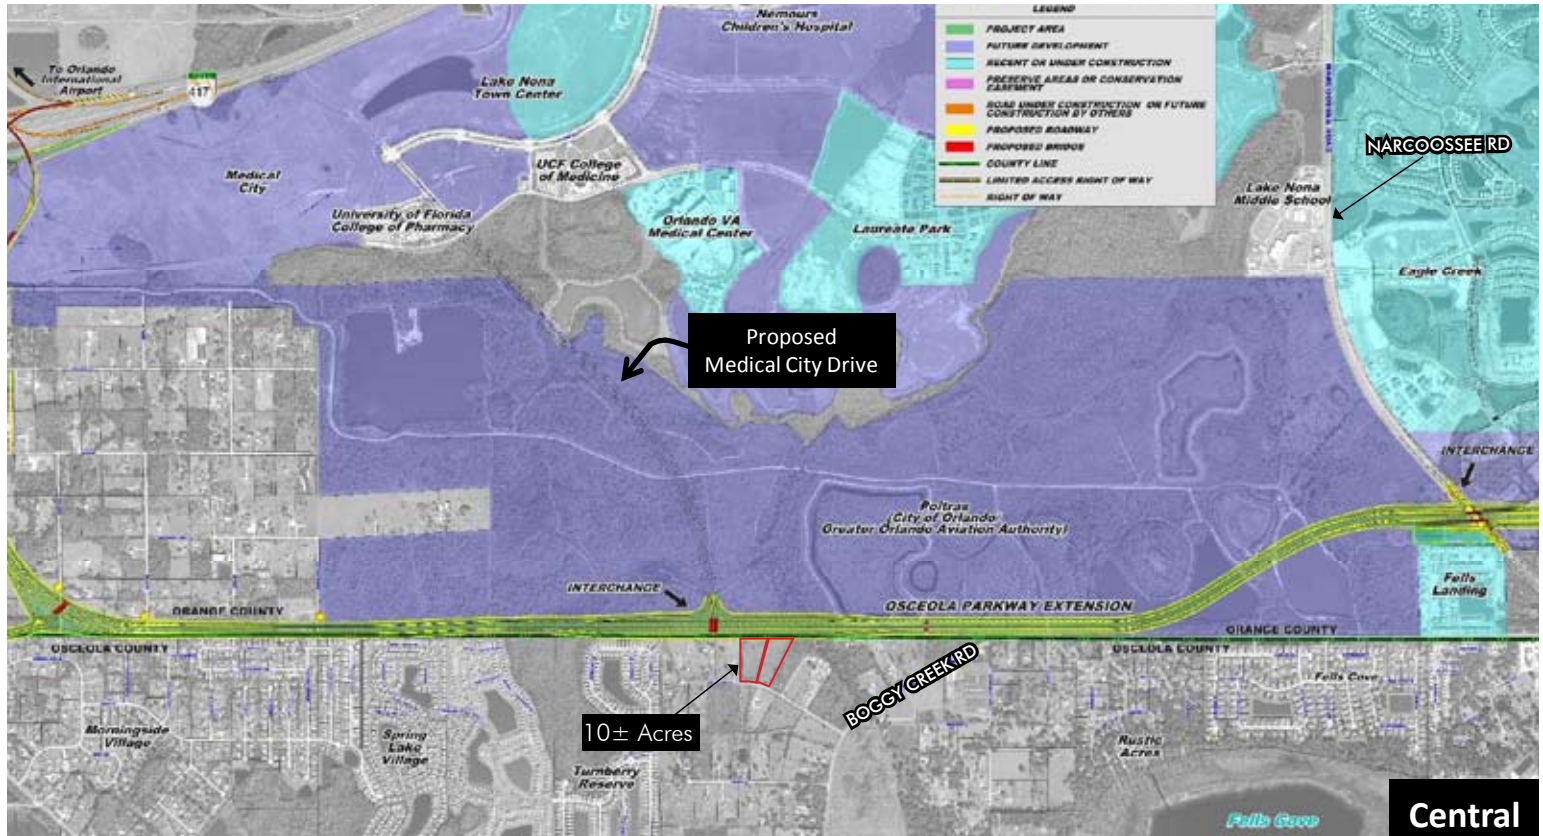 Nemours
Children's Hospital
To Orlando
International
Airport
417
Lake Nona
Town Center
LEGEND
PROJECT AREA
FUTURE DEVELOPMENT
RECENT OR UNDER CONSTRUCTION
PRESERVE AREAS OR CONSERVATION
EASEMENT
ROAD UNDER CONSTRUCTION OR FUTURE
CONSTRUCTION BY OTHERS
PROPOSED ROADWAY
PROPOSED BRIDGE
COUNTY LINE
LIMITED ACCESS RIGHT OF WAY
RIGHT OF WAY
NARCOOSSEE RD
UCF College
of Medicine
Medical
City
University of Florida
College of Pharmacy
Orlando VA
Medical Center
Laureate Park
Lake Nona
Middle School
Eagle Creek
Proposed
Medical City Drive
INTERCHANGE
Poitras
(City of Orlando
Greater Orlando Aviation Authority)
INTERCHANGE
OSCEOLA PARKWAY EXTENSION
Fells
Landing
ORANGE COUNTY
ORANGE COUNTY
OSCEOLA COUNTY
OSCEOLA COUNTY
BOGGY CREEK RD
Fells Cove
10± Acres
Morningside
Village
Spring
Lake
Village
Turnberry
Reserve
Rustic
Acres
Fells Cove
Central